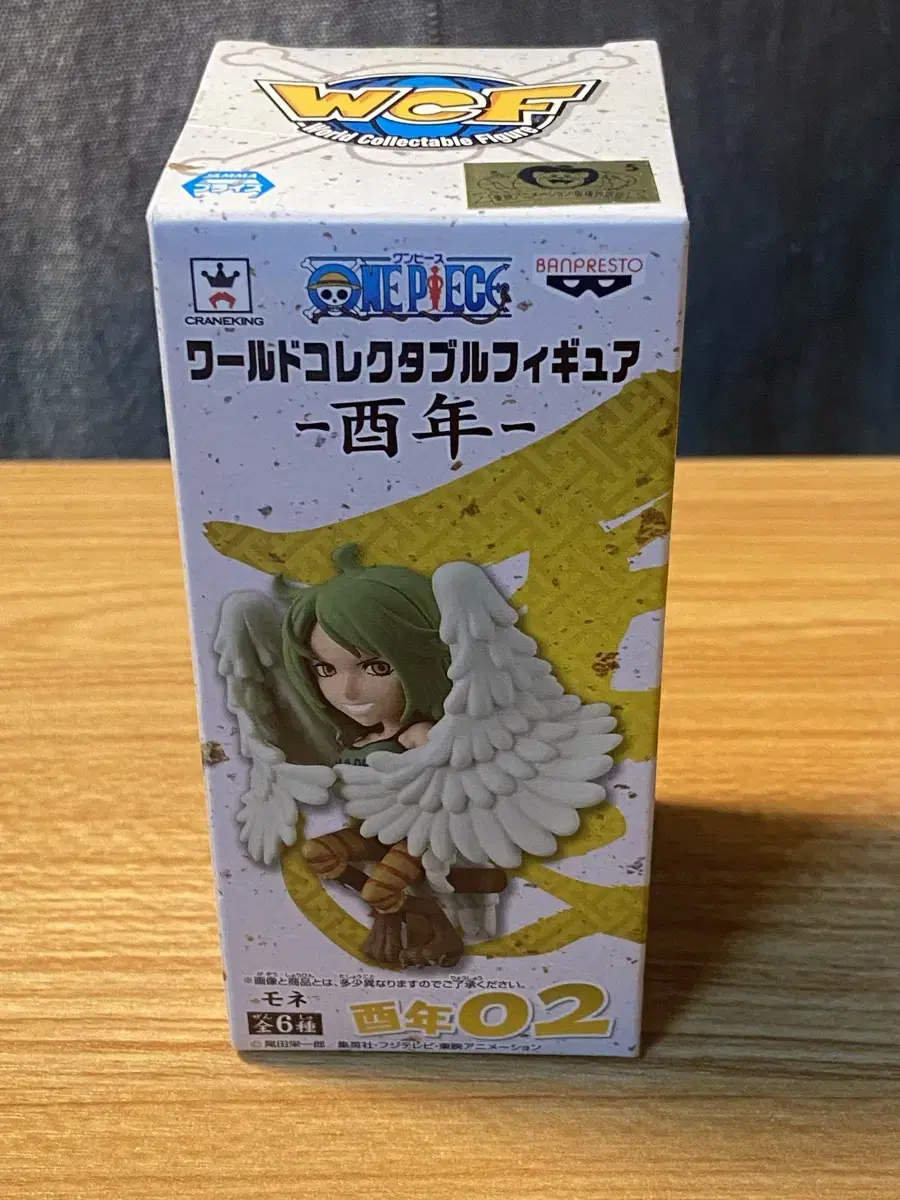 WCF
World Collectable Figure
JAMMA
プライズ
CRANEKING
ワンピース
ONE PIECE
BANPRESTO
ワールドコレクタブルフィギュア
-酉年-
※画像と商品とは、多少異なりますのでご了承ください。
モネ
ぜん しゅ
全6種
酉年02
©尾田栄一郎/集英社・フジテレビ・東映アニメーション